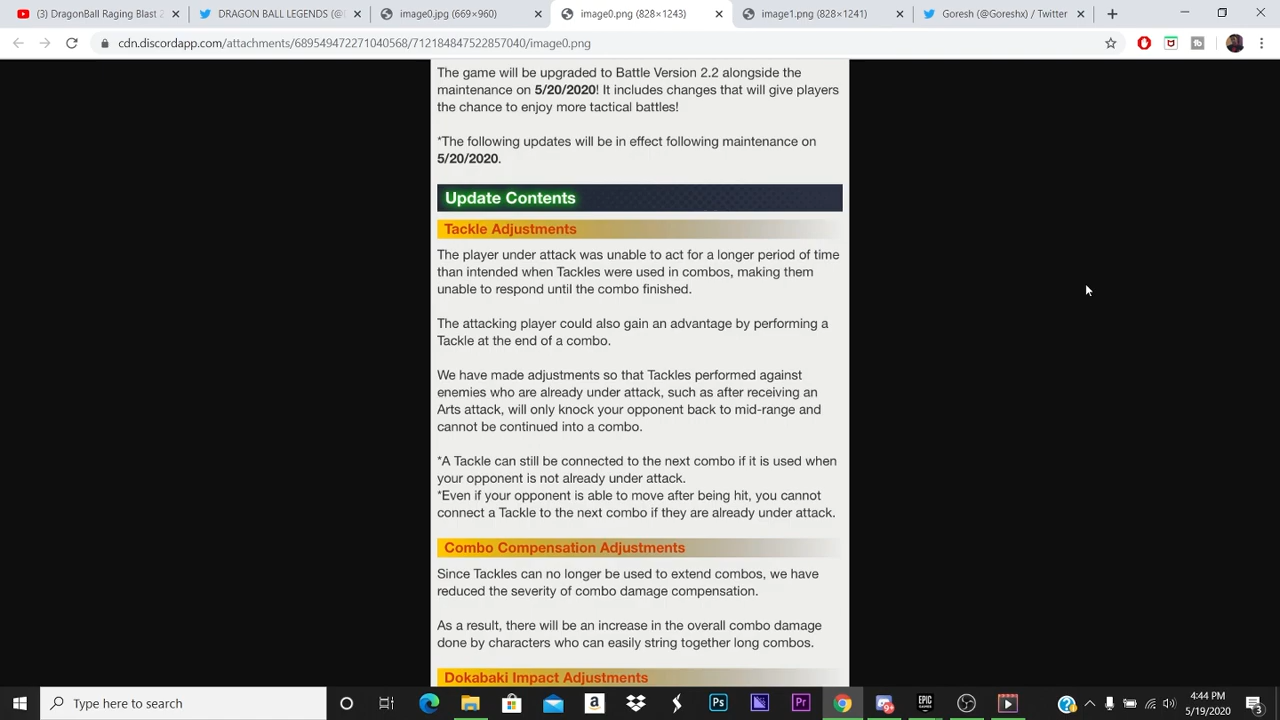 (3) DragonBall Raging Blast 2
DRAGON BALL LEGENDS (@
image0.jpg (669×960)
image0.png (828×1243)
image1.png (828×1241)
Goresh (@Goreshx) / Twitter
cdn.discordapp.com/attachments/689549472271040568/712184847522857040/image0.png
The game will be upgraded to Battle Version 2.2 alongside the
maintenance on 5/20/2020! It includes changes that will give players
the chance to enjoy more tactical battles!
*The following updates will be in effect following maintenance on
5/20/2020.
Update Contents
Tackle Adjustments
The player under attack was unable to act for a longer period of time
than intended when Tackles were used in combos, making them
unable to respond until the combo finished.
The attacking player could also gain an advantage by performing a
Tackle at the end of a combo.
We have made adjustments so that Tackles performed against
enemies who are already under attack, such as after receiving an
Arts attack, will only knock your opponent back to mid-range and
cannot be continued into a combo.
*A Tackle can still be connected to the next combo if it is used when
your opponent is not already under attack.
*Even if your opponent is able to move after being hit, you cannot
connect a Tackle to the next combo if they are already under attack.
Combo Compensation Adjustments
Since Tackles can no longer be used to extend combos, we have
reduced the severity of combo damage compensation.
As a result, there will be an increase in the overall combo damage
done by characters who can easily string together long combos.
Dokabaki Impact Adjustments
Type here to search
Ps
Pr
EPIC
4:44 PM
5/19/2020
3